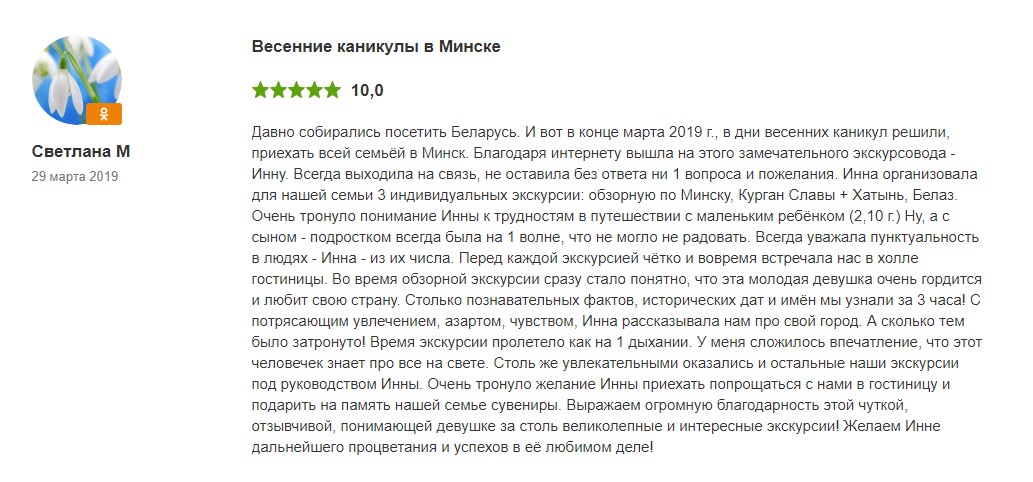 Весенние каникулы в Минске
10,0
Светлана М
29 марта 2019
Давно собирались посетить Беларусь. И вот в конце марта 2019 г., в дни весенних каникул решили,
приехать всей семьёй в Минск. Благодаря интернету вышла на этого замечательного экскурсовода -
Инну. Всегда выходила на связь, не оставила без ответа ни 1 вопроса и пожелания. Инна организовала
для нашей семьи 3 индивидуальных экскурсии: обзорную по Минску, Курган Славы + Хатынь, Белаз.
Очень тронуло понимание Инны к трудностям в путешествии с маленьким ребёнком (2,10 г.) Ну, а с
сыном - подростком всегда была на 1 волне, что не могло не радовать. Всегда уважала пунктуальность
в людях - Инна - из их числа. Перед каждой экскурсией чётко и вовремя встречала нас в холле
гостиницы. Во время обзорной экскурсии сразу стало понятно, что эта молодая девушка очень гордится
и любит свою страну. Столько познавательных фактов, исторических дат и имён мы узнали за 3 часа! С
потрясающим увлечением, азартом, чувством, Инна рассказывала нам про свой город. А сколько тем
было затронуто! Время экскурсии пролетело как на 1 дыхании. У меня сложилось впечатление, что этот
человечек знает про все на свете. Столь же увлекательными оказались и остальные наши экскурсии
под руководством Инны. Очень тронуло желание Инны приехать попрощаться с нами в гостиницу и
подарить на память нашей семье сувениры. Выражаем огромную благодарность этой чуткой,
отзывчивой, понимающей девушке за столь великолепные и интересные экскурсии! Желаем Инне
дальнейшего процветания и успехов в её любимом деле!